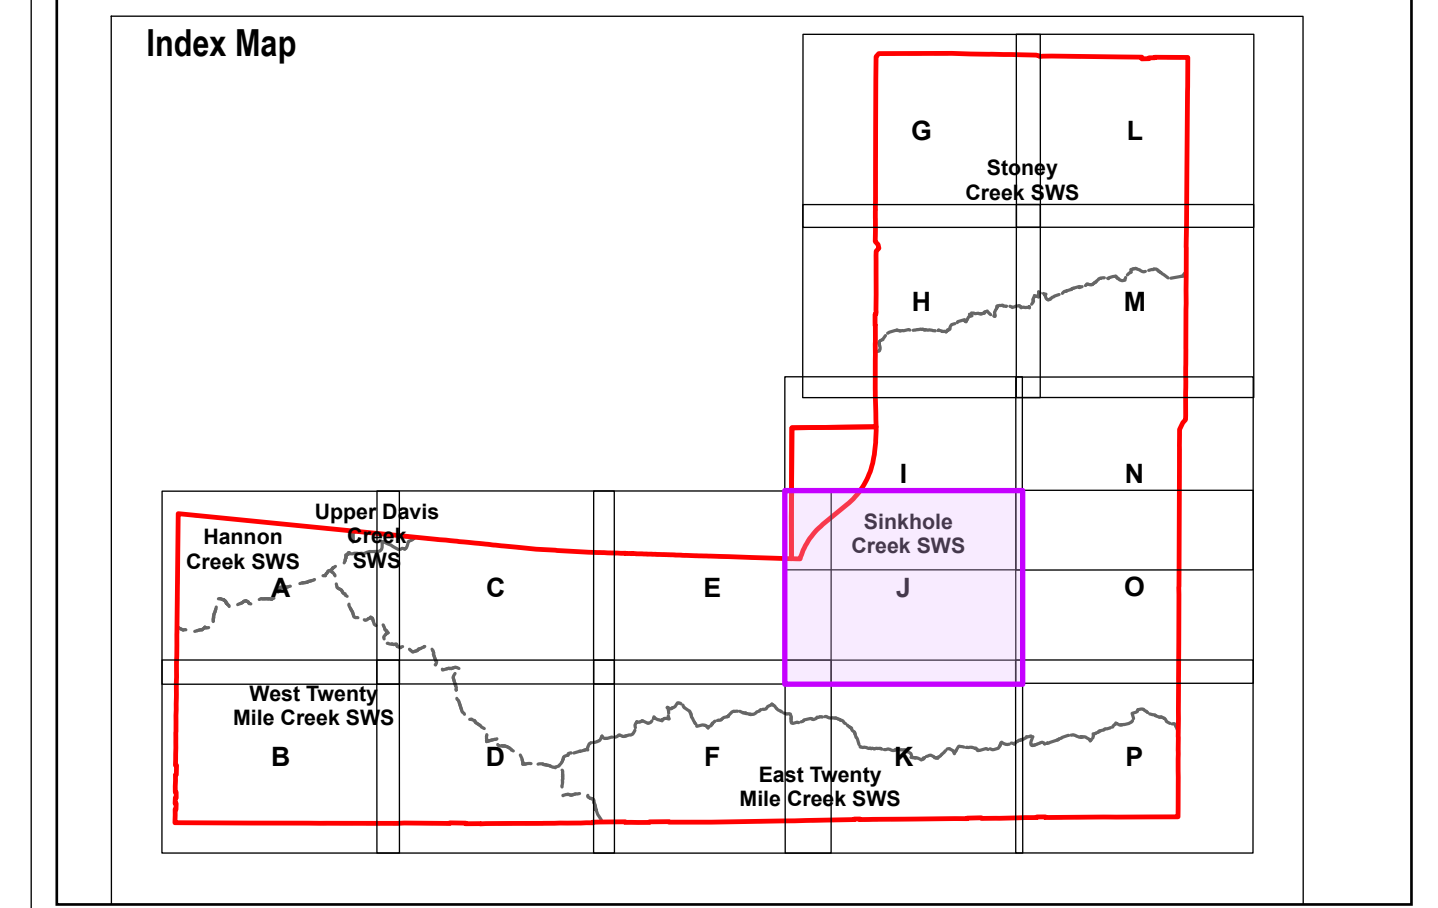 Index Map
G
L
Stoney
Creek SWS
H
M
I
N
Upper Davis
Creek
SWS
Hannon
Creek SWS
Sinkhole
Creek SWS
A
C
E
J
O
West Twenty
Mile Creek SWS
B
D
F
K
P
East Twenty
Mile Creek SWS